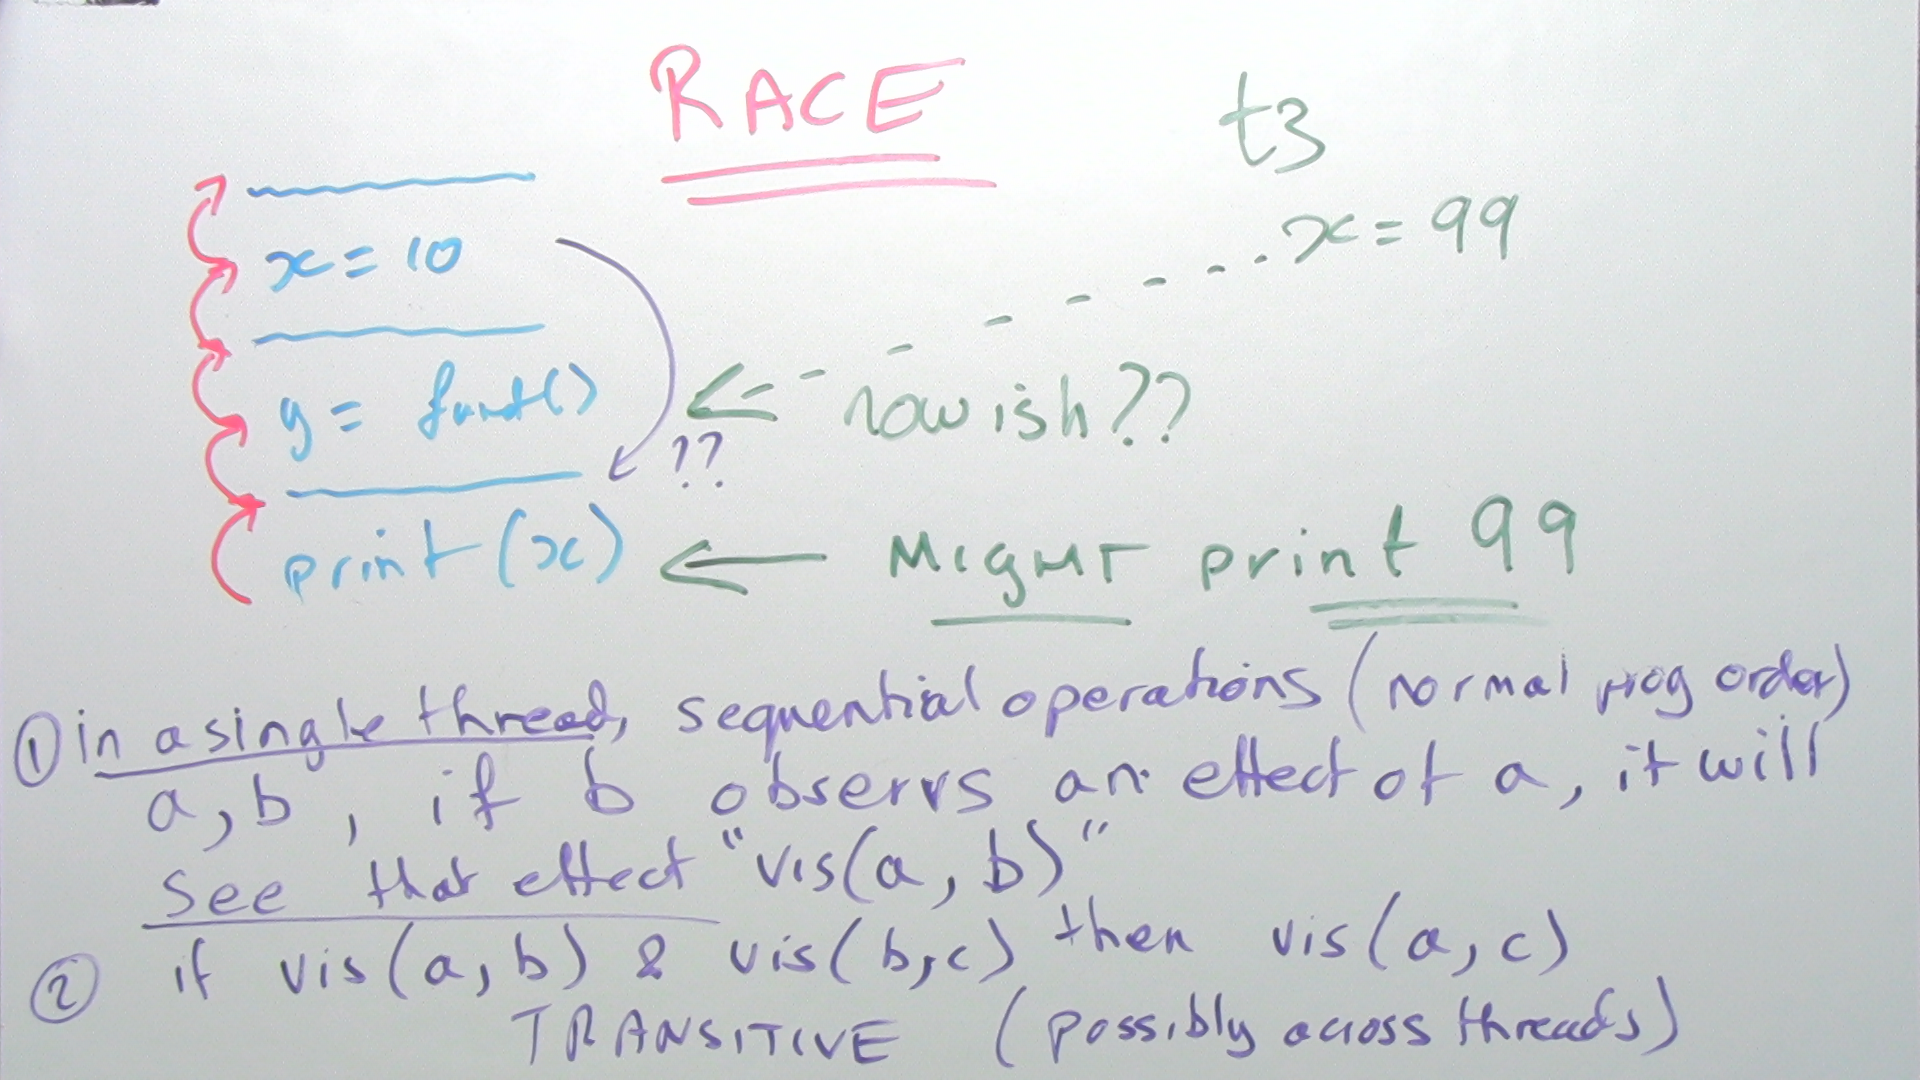 RACE
t3
x = 99
x = 10
y = funct()
nowish??
??
print(x)
MIGHT print 99
① in a single thread, sequential operations (normal prog order)
a, b, if b observs an effect of a, it will
see that effect "vis(a, b)"
② if vis(a, b) & vis(b, c) then vis(a, c)
TRANSITIVE (possibly across threads)